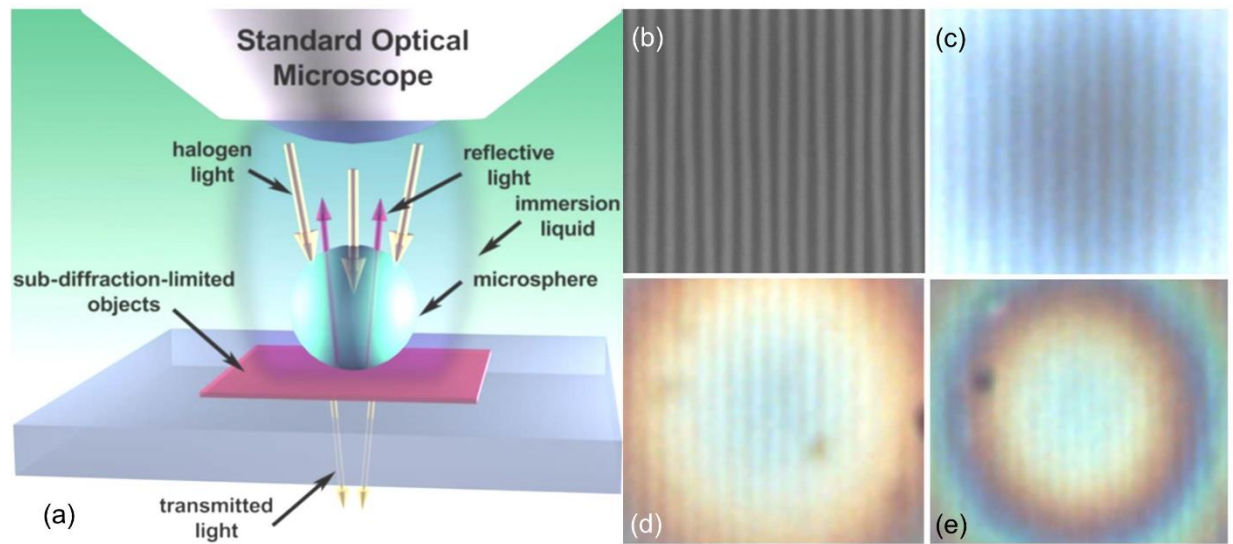 Standard Optical
Microscope
halogen
light
reflective
light
immersion
liquid
microsphere
sub-diffraction-limited
objects
transmitted
light
(a)
(b)
(c)
(d)
(e)